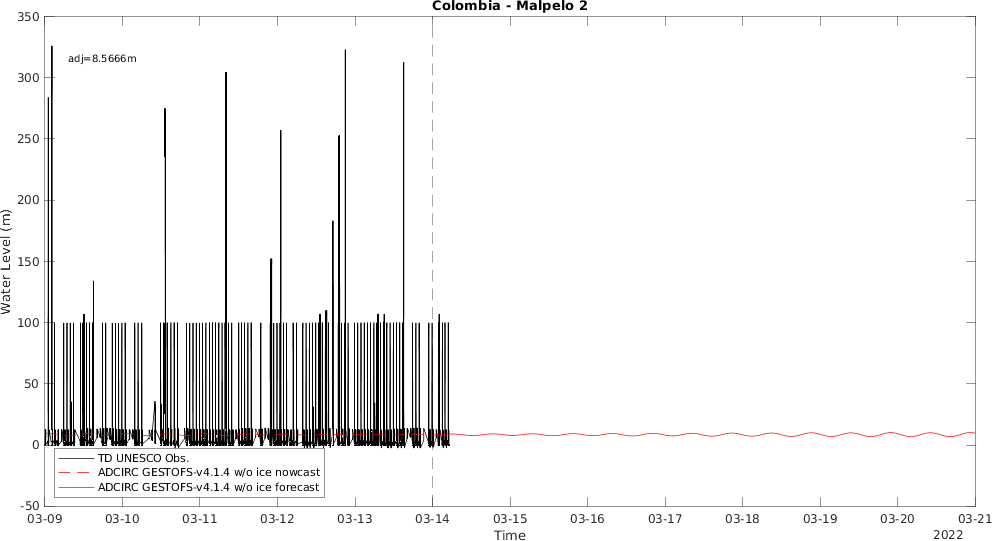 Colombia - Malpelo 2
350
300
250
200
150
100
50
0
-50
Water Level (m)
adj=8.5666m
TD UNESCO Obs.
ADCIRC GESTOFS-v4.1.4 w/o ice nowcast
ADCIRC GESTOFS-v4.1.4 w/o ice forecast
03-09 03-10 03-11 03-12 03-13 03-14 03-15 03-16 03-17 03-18 03-19 03-20 03-21
Time
2022